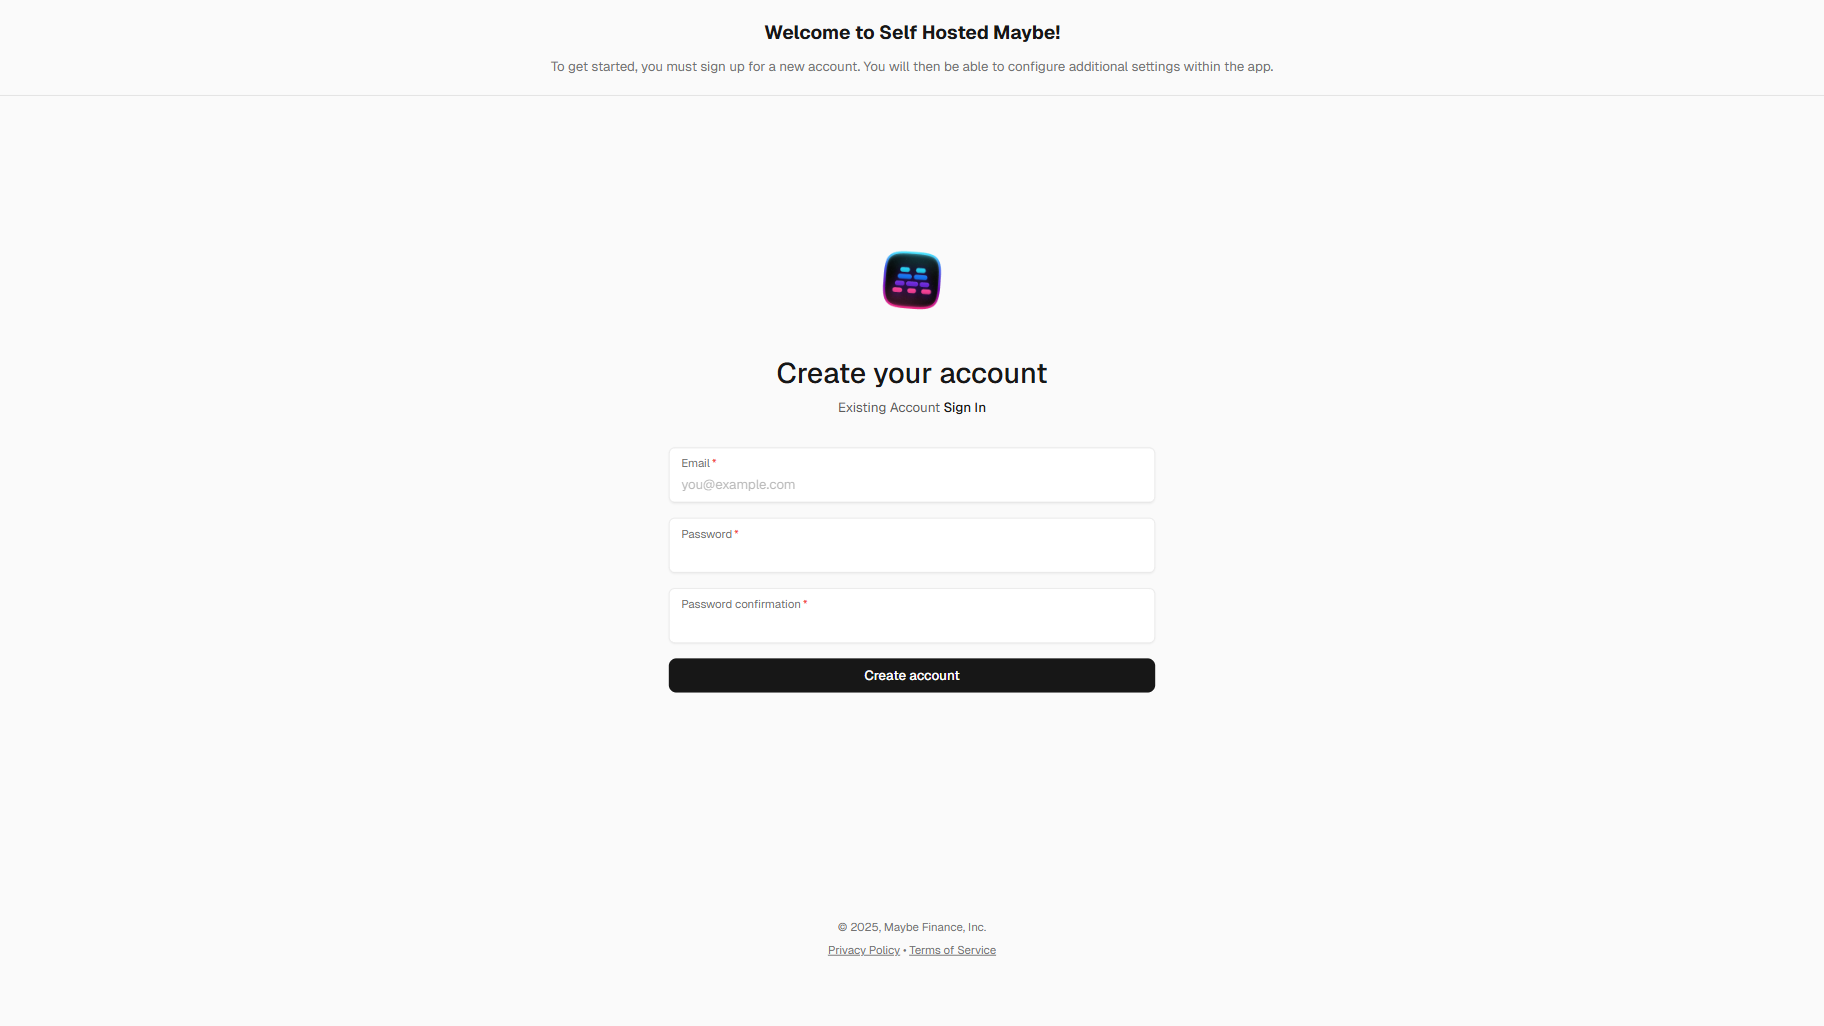 Welcome to Self Hosted Maybe!
To get started, you must sign up for a new account. You will then be able to configure additional settings within the app.
Create your account
Existing Account Sign In
Email *
you@example.com
Password *
Password confirmation *
Create account
© 2025, Maybe Finance, Inc.
Privacy Policy • Terms of Service